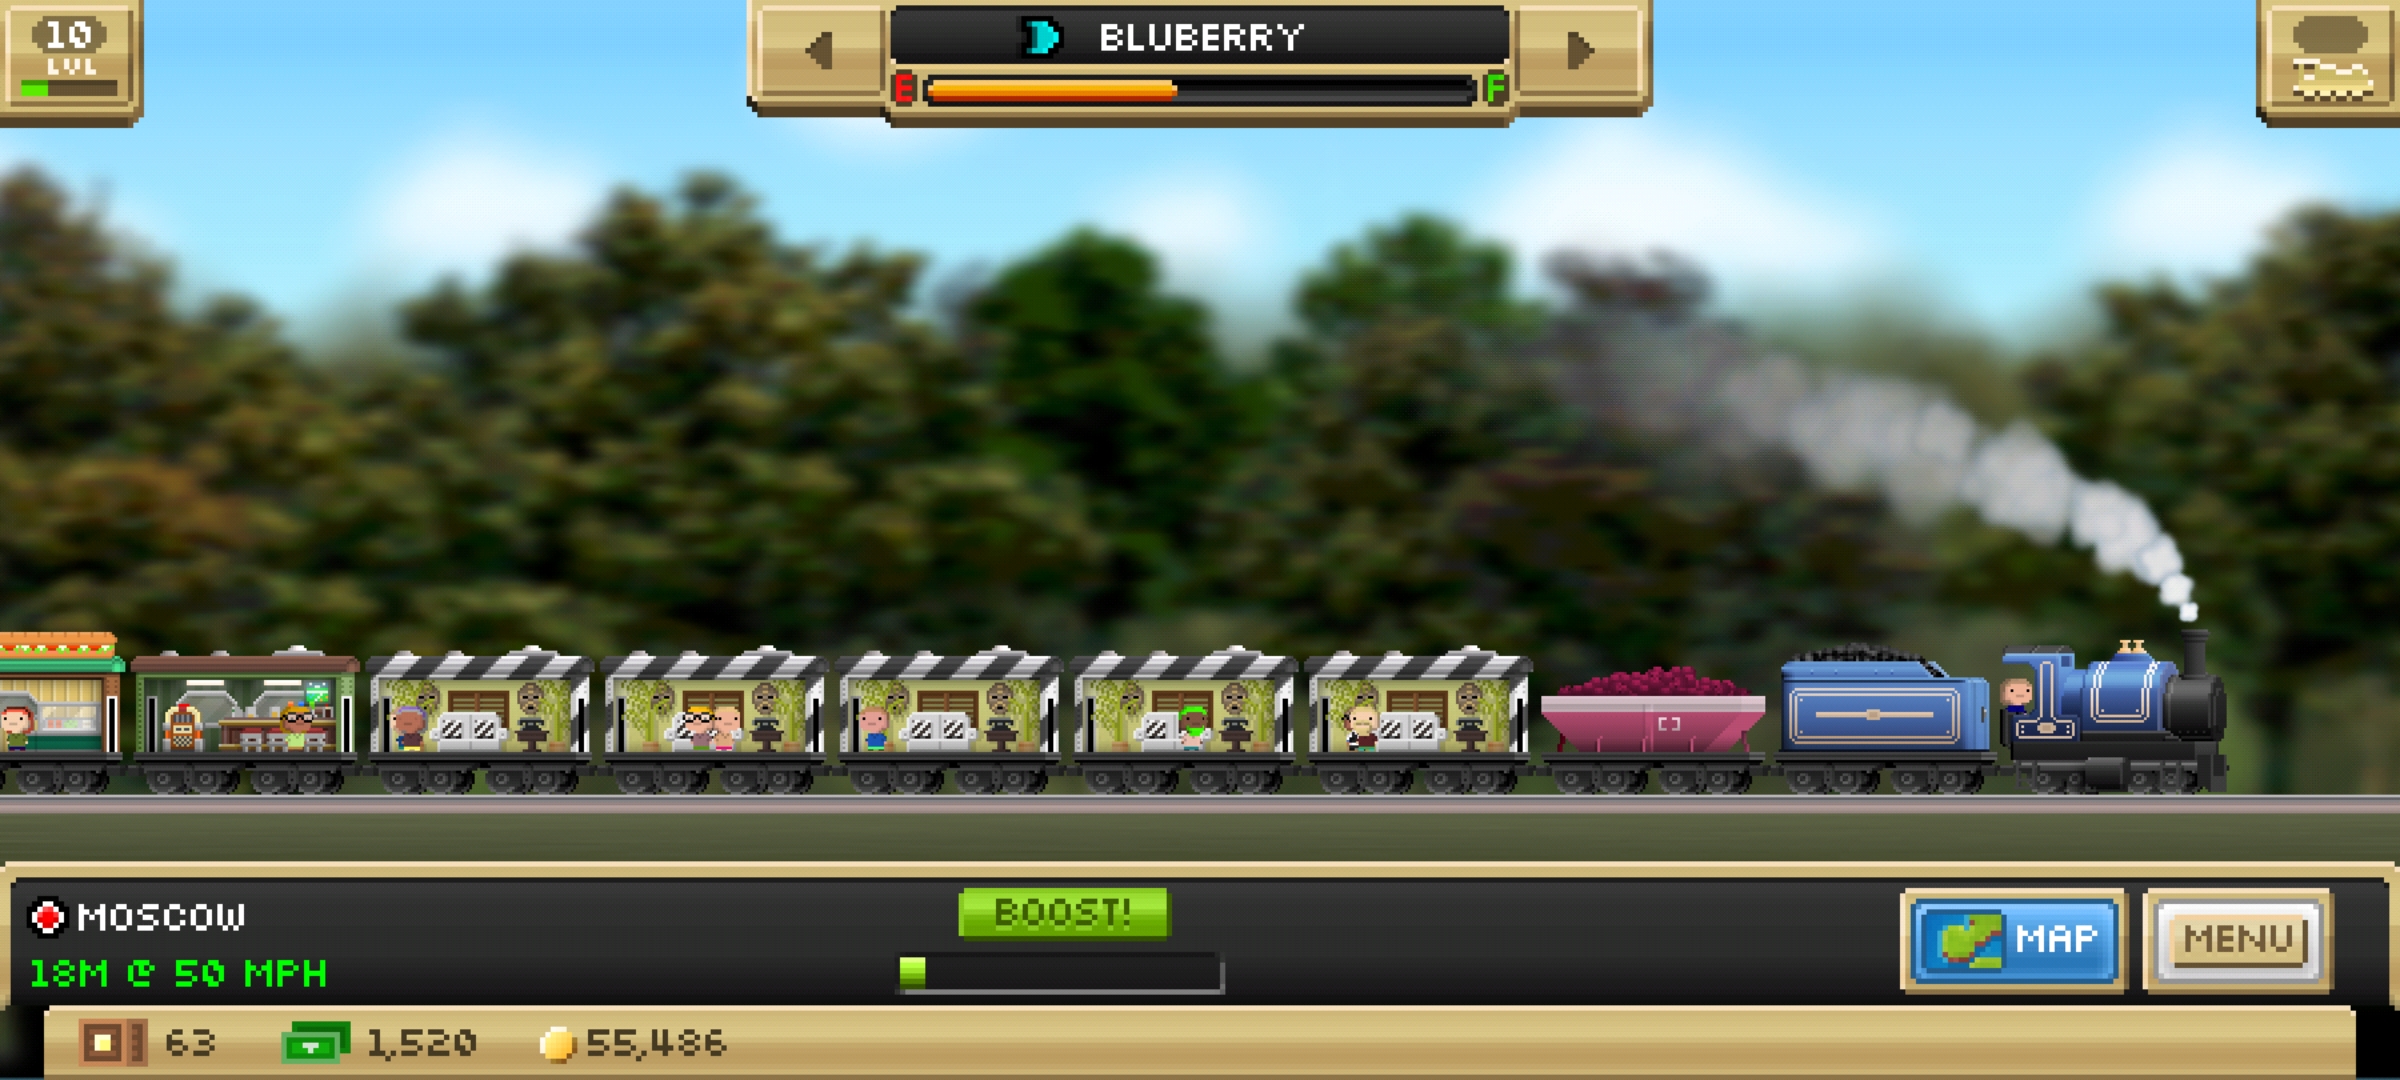 10
LVL
BLUBERRY
E F
MOSCOW
18M @ 50 MPH
BOOST!
MAP
MENU
63 1,520 55,486